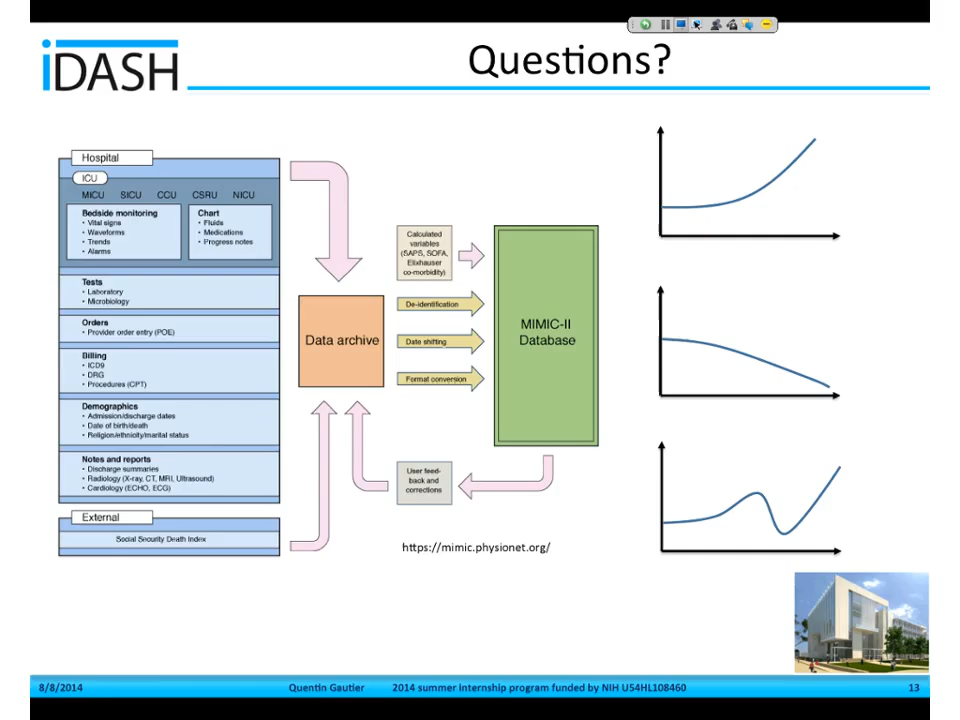 iDASH
Questions?
Hospital
ICU
MICU SICU CCU CSRU NICU
Bedside monitoring
• Vital signs
• Waveforms
• Trends
• Alarms
Chart
• Fluids
• Medications
• Progress notes
Tests
• Laboratory
• Microbiology
Orders
• Provider order entry (POE)
Billing
• ICD9
• DRG
• Procedures (CPT)
Demographics
• Admission/discharge dates
• Date of birth/death
• Religion/ethnicity/marital status
Notes and reports
• Discharge summaries
• Radiology (X-ray, CT, MRI, Ultrasound)
• Cardiology (ECHO, ECG)
External
Social Security Death Index
Data archive
Calculated
variables
(SAPS, SOFA,
Elixhauser
co-morbidity)
De-identification
Date shifting
Format conversion
MIMIC-II
Database
User feed-
back and
corrections
https://mimic.physionet.org/
8/8/2014 Quentin Gautier 2014 summer internship program funded by NIH U54HL108460 13